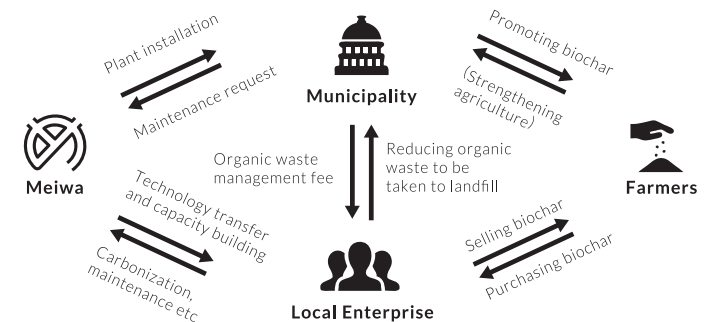 Plant installation
Maintenance request
Municipality
Promoting biochar
(Strengthening
agriculture)
Meiwa
Organic waste
management fee
Reducing organic
waste to be
taken to landfill
Farmers
Technology transfer
and capacity building
Carbonization,
maintenance etc
Local Enterprise
Selling biochar
Purchasing biochar